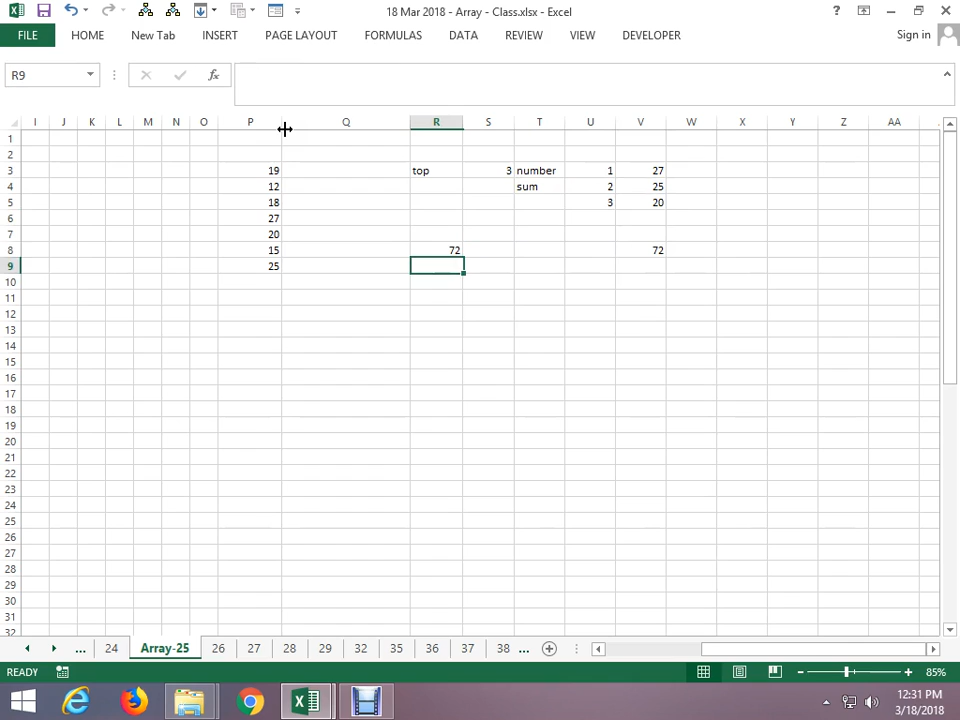 18 Mar 2018 - Array - Class.xlsx - Excel
?
FILE HOME New Tab INSERT PAGE LAYOUT FORMULAS DATA REVIEW VIEW DEVELOPER Sign in
R9 fx
I J K L M N O P Q R S T U V W X Y Z AA
1
2
3 19 top 3 number 1 27
4 12 sum 2 25
5 18 3 20
6 27
7 20
8 15 72 72
9 25
10
11
12
13
14
15
16
17
18
19
20
21
22
23
24
25
26
27
28
29
30
31
32
... 24 Array-25 26 27 28 29 32 35 36 37 38 ...
READY 85%
12:31 PM
3/18/2018